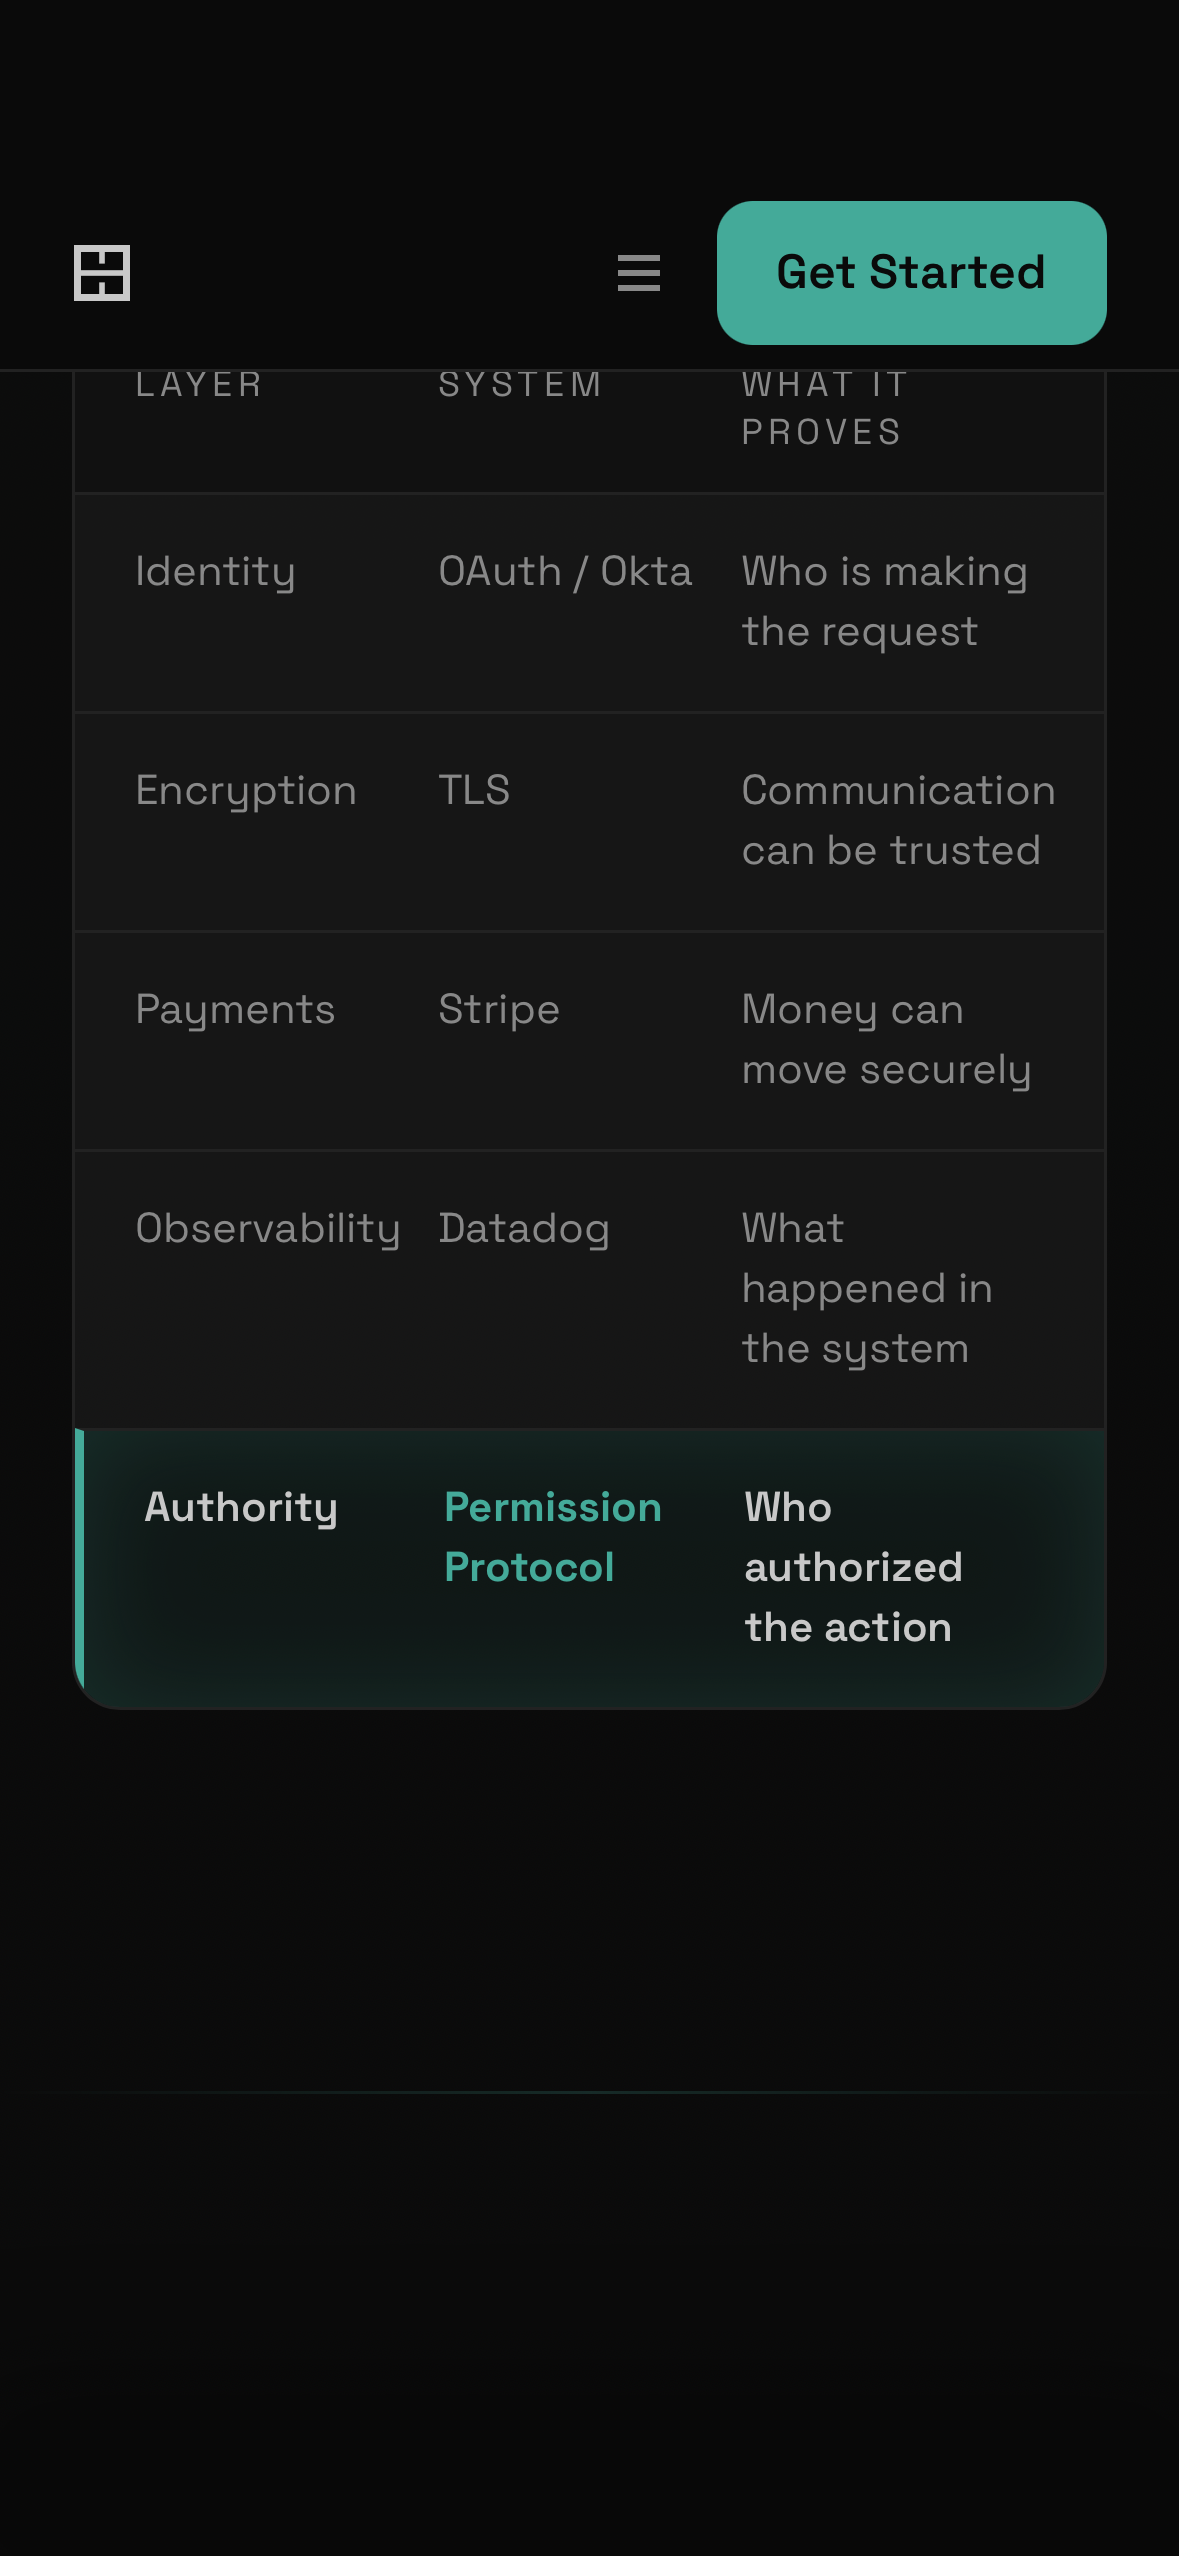 Get Started
LAYER SYSTEM WHAT IT
PROVES
Identity OAuth / Okta Who is making
the request
Encryption TLS Communication
can be trusted
Payments Stripe Money can
move securely
Observability Datadog What
happened in
the system
Authority Permission Who
Protocol authorized
the action